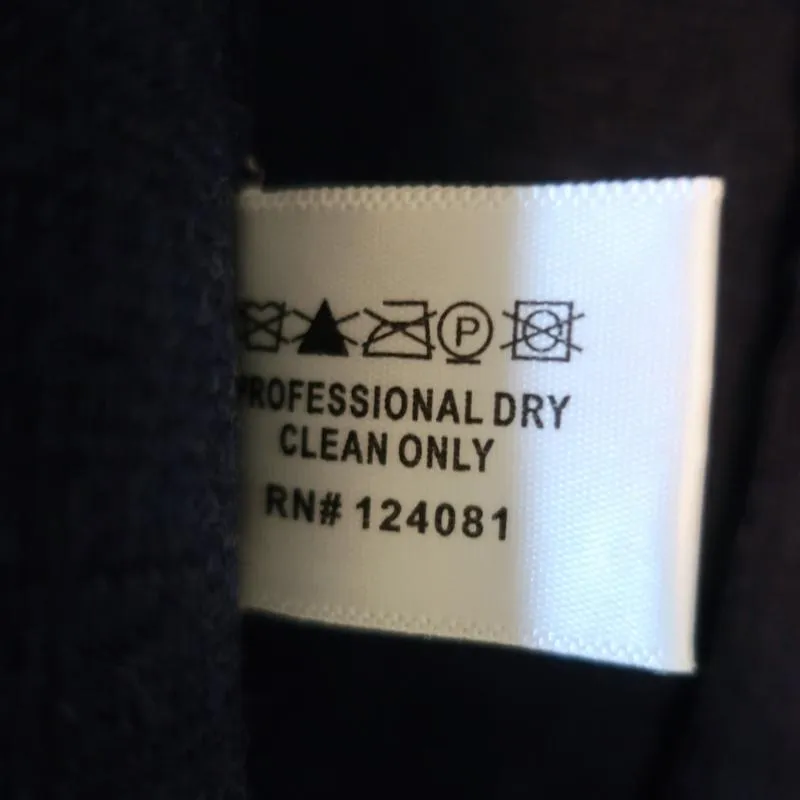 P
PROFESSIONAL DRY
CLEAN ONLY
RN# 124081